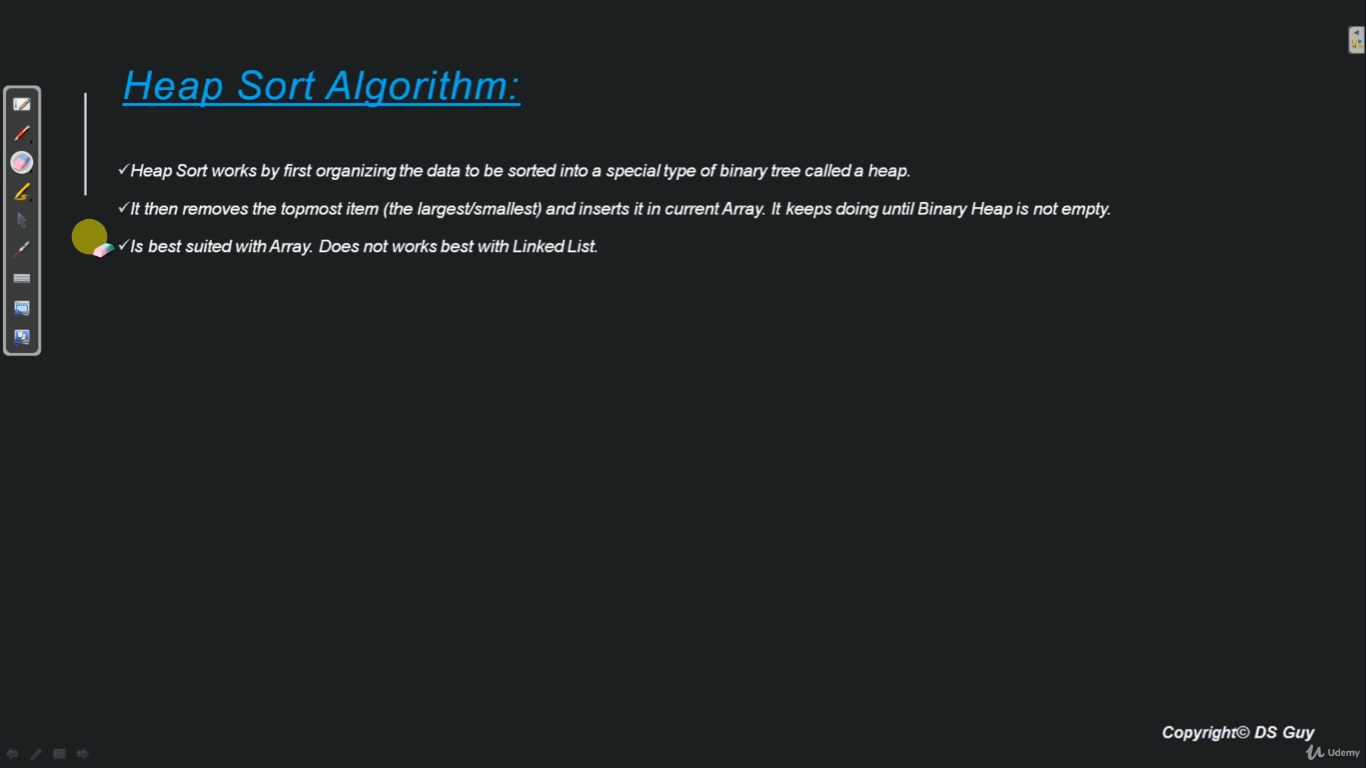 Heap Sort Algorithm:
✓Heap Sort works by first organizing the data to be sorted into a special type of binary tree called a heap.
✓It then removes the topmost item (the largest/smallest) and inserts it in current Array. It keeps doing until Binary Heap is not empty.
✓Is best suited with Array. Does not works best with Linked List.
Copyright© DS Guy
Udemy